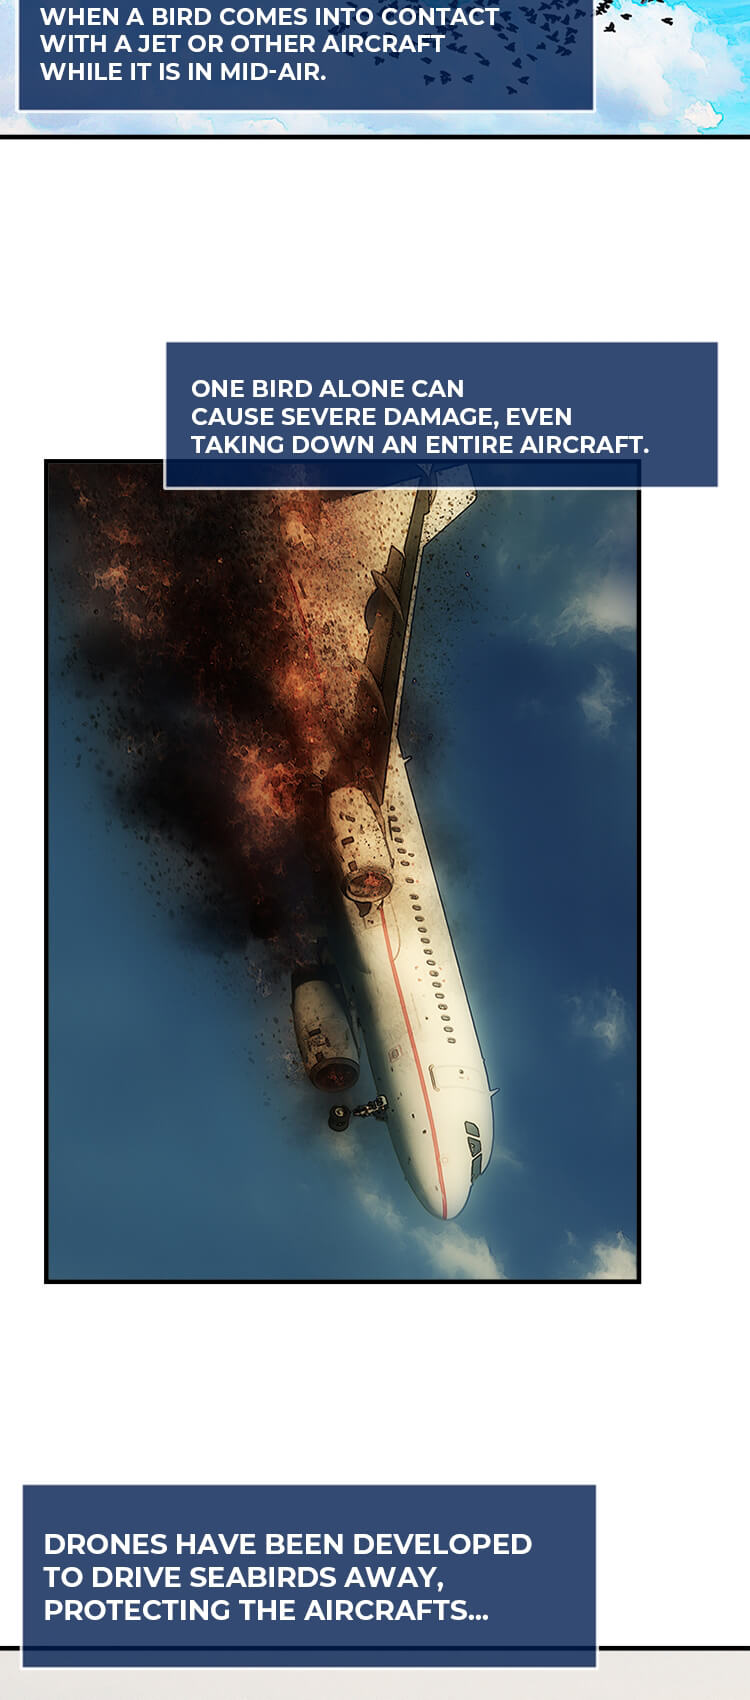 WHEN A BIRD COMES INTO CONTACT
WITH A JET OR OTHER AIRCRAFT
WHILE IT IS IN MID-AIR.
ONE BIRD ALONE CAN
CAUSE SEVERE DAMAGE, EVEN
TAKING DOWN AN ENTIRE AIRCRAFT.
DRONES HAVE BEEN DEVELOPED
TO DRIVE SEABIRDS AWAY,
PROTECTING THE AIRCRAFTS...